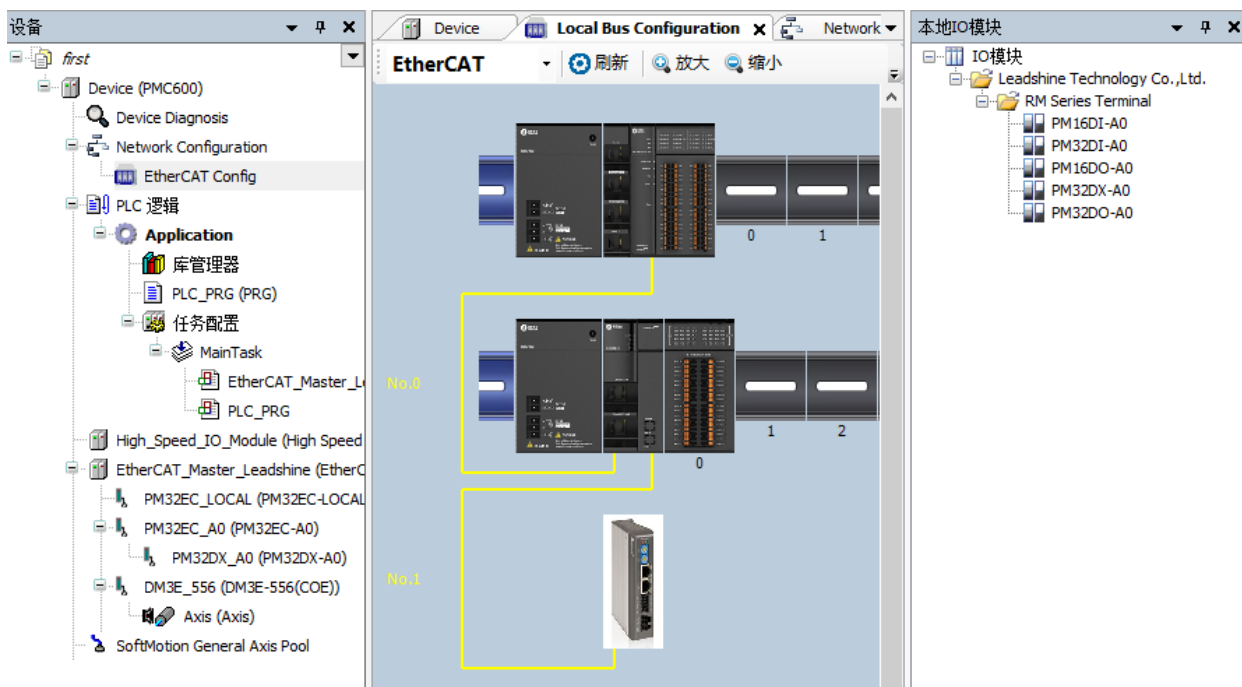 设备
first
Device (PMC600)
Device Diagnosis
Network Configuration
EtherCAT Config
PLC 逻辑
Application
库管理器
PLC_PRG (PRG)
任务配置
MainTask
EtherCAT_Master_L
PLC_PRG
High_Speed_IO_Module (High Speed
EtherCAT_Master_Leadshine (EtherC
PM32EC_LOCAL (PM32EC-LOCAL
PM32EC_A0 (PM32EC-A0)
PM32DX_A0 (PM32DX-A0)
DM3E_556 (DM3E-556(COE))
Axis (Axis)
SoftMotion General Axis Pool
Device
Local Bus Configuration
Network
EtherCAT
刷新
放大
缩小
0
1
No.0
1
2
0
No.1
本地IO模块
IO模块
Leadshine Technology Co.,Ltd.
RM Series Terminal
PM16DI-A0
PM32DI-A0
PM16DO-A0
PM32DX-A0
PM32DO-A0